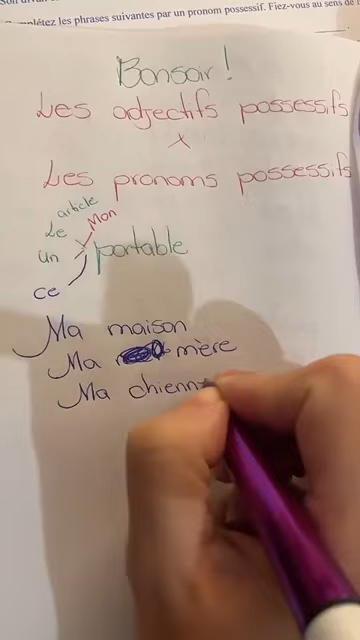 complétez les phrases suivantes par un pronom possessif. Fiez-vous au sens de
Bonsoir!
Les adjectifs possessifs
x
Les pronoms possessifs
article
Le Mon
Un portable
ce
Ma maison
Ma mère
Ma chienn